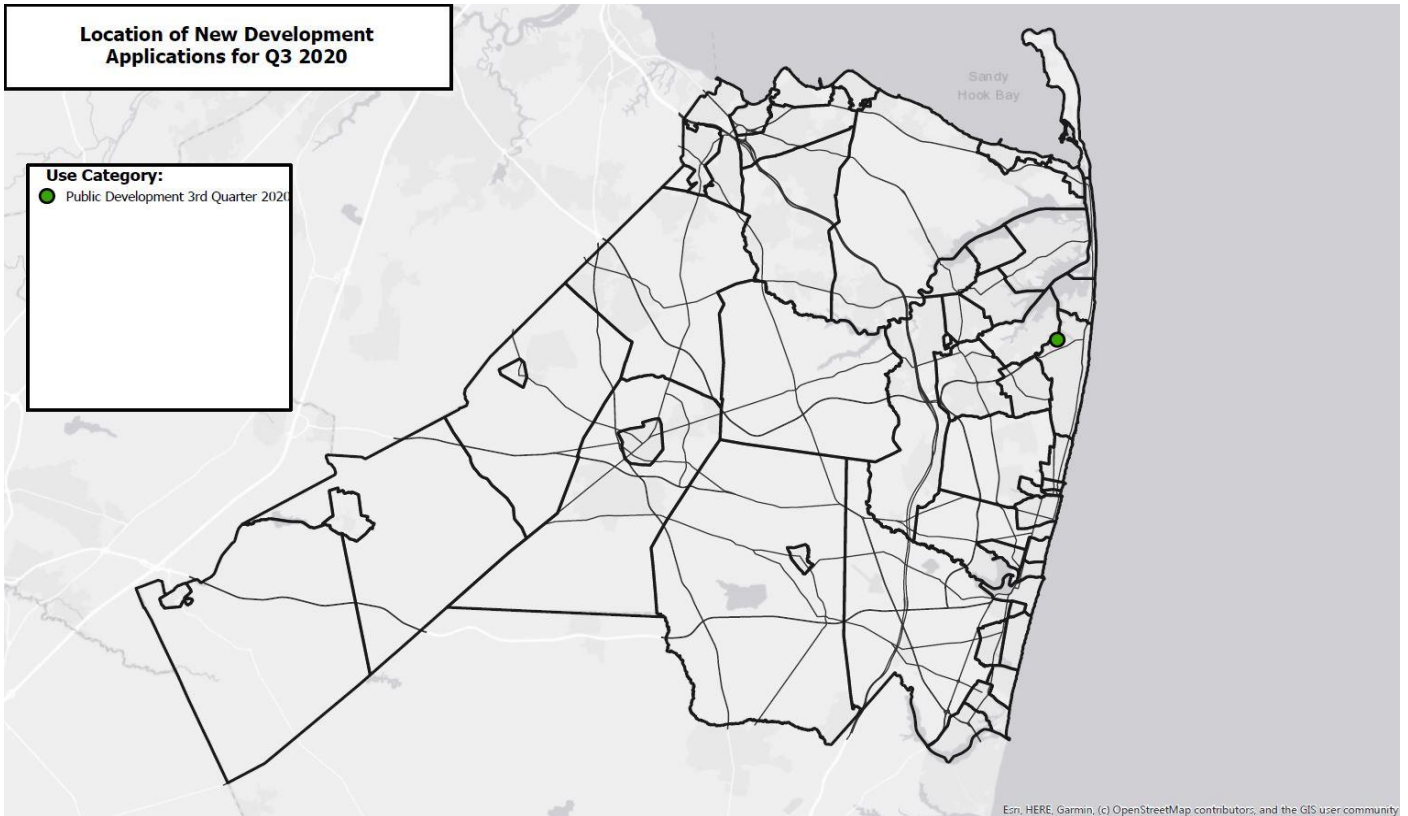 Location of New Development
Applications for Q3 2020
Sandy
Hook Bay
Use Category:
Public Development 3rd Quarter 2020
Esri, HERE, Garmin, (c) OpenStreetMap contributors, and the GIS user community